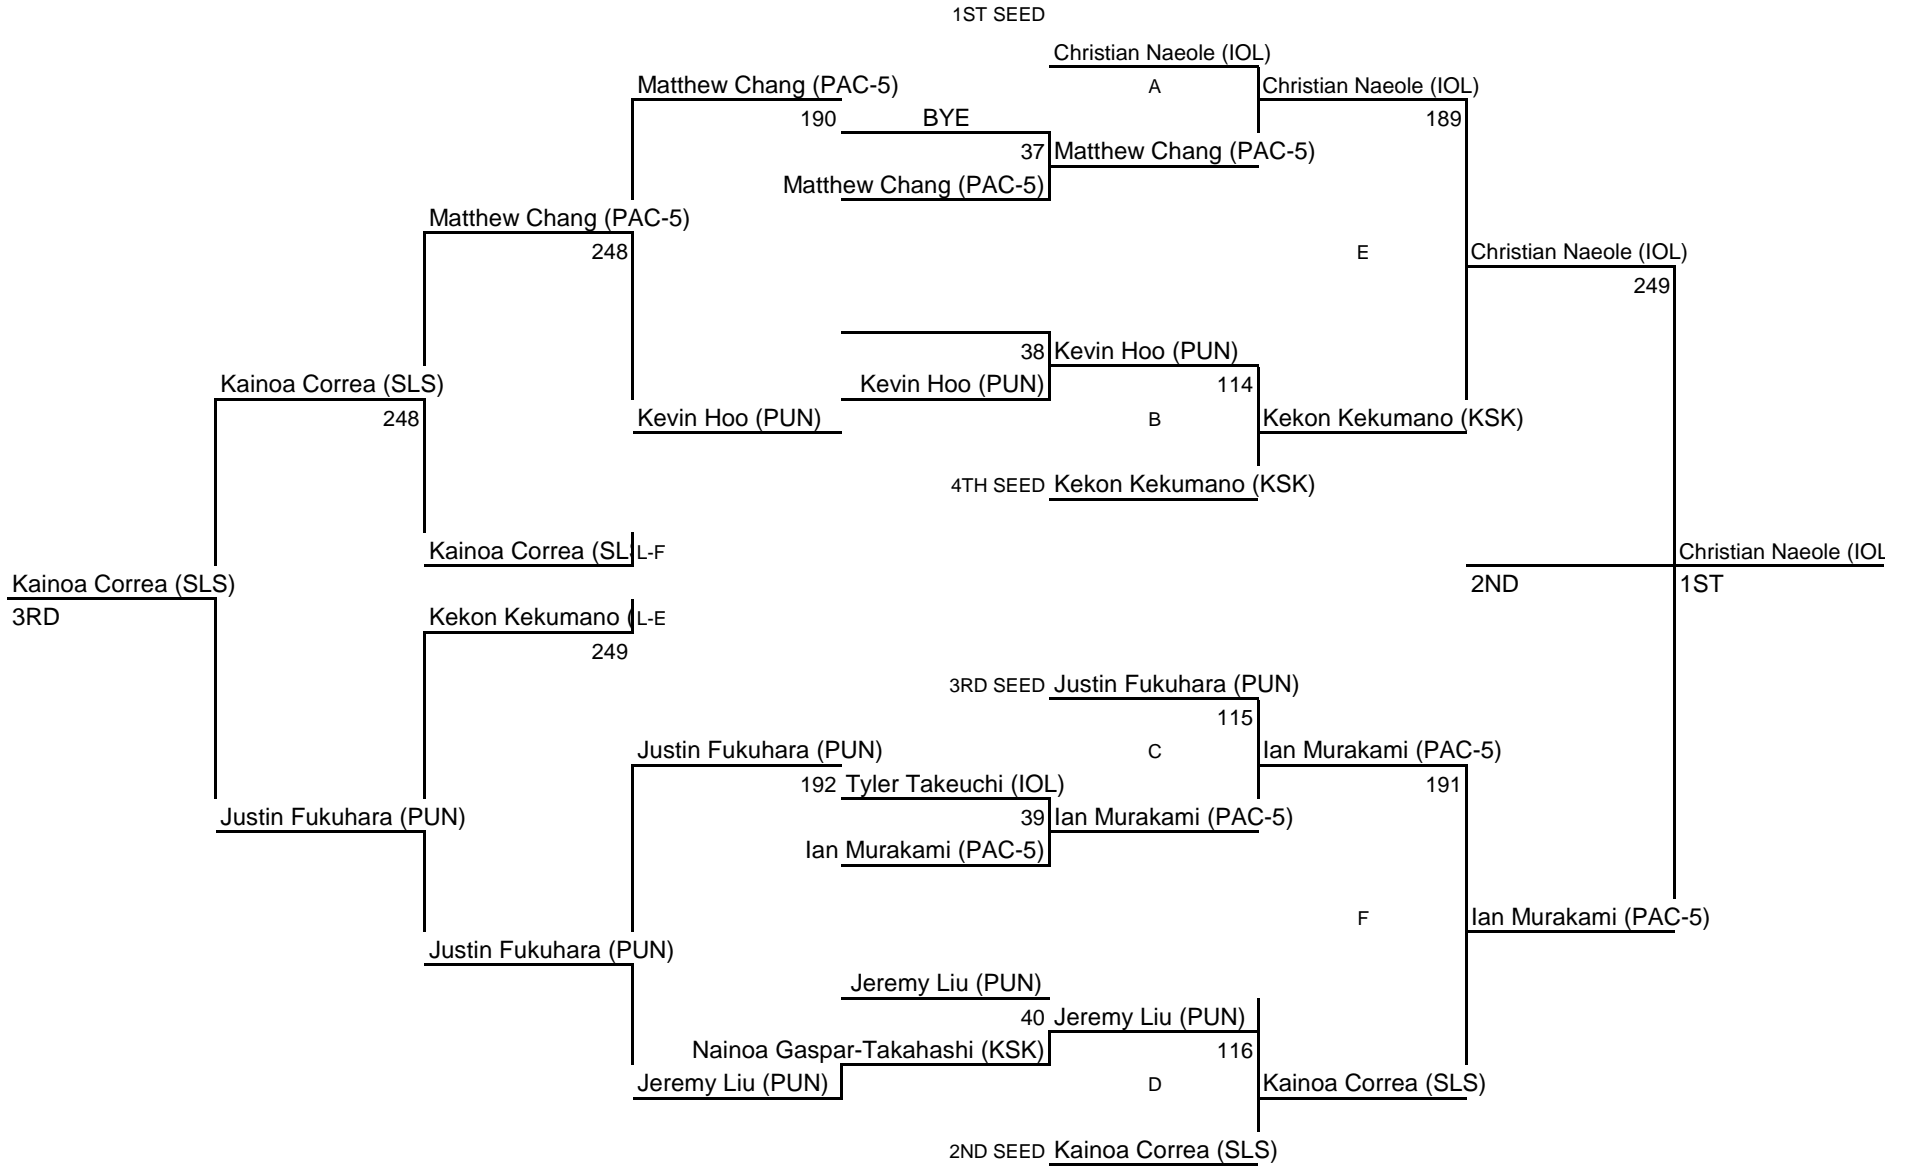 1ST SEED
Christian Naeole (IOL)
Matthew Chang (PAC-5) A Christian Naeole (IOL)
190 BYE 189
37 Matthew Chang (PAC-5)
Matthew Chang (PAC-5)
Matthew Chang (PAC-5)
248 E Christian Naeole (IOL)
249
38 Kevin Hoo (PUN)
Kainoa Correa (SLS) Kevin Hoo (PUN) 114
248 Kevin Hoo (PUN) B Kekon Kekumano (KSK)
4TH SEED Kekon Kekumano (KSK)
Kainoa Correa (SL L-F Christian Naeole (IOL
Kainoa Correa (SLS) 2ND 1ST
3RD Kekon Kekumano ( L-E
249
3RD SEED Justin Fukuhara (PUN)
115
Justin Fukuhara (PUN) C Ian Murakami (PAC-5)
192 Tyler Takeuchi (IOL) 191
Justin Fukuhara (PUN) 39 Ian Murakami (PAC-5)
Ian Murakami (PAC-5)
F Ian Murakami (PAC-5)
Justin Fukuhara (PUN)
Jeremy Liu (PUN)
40 Jeremy Liu (PUN)
Nainoa Gaspar-Takahashi (KSK) 116
Jeremy Liu (PUN) D Kainoa Correa (SLS)
2ND SEED Kainoa Correa (SLS)